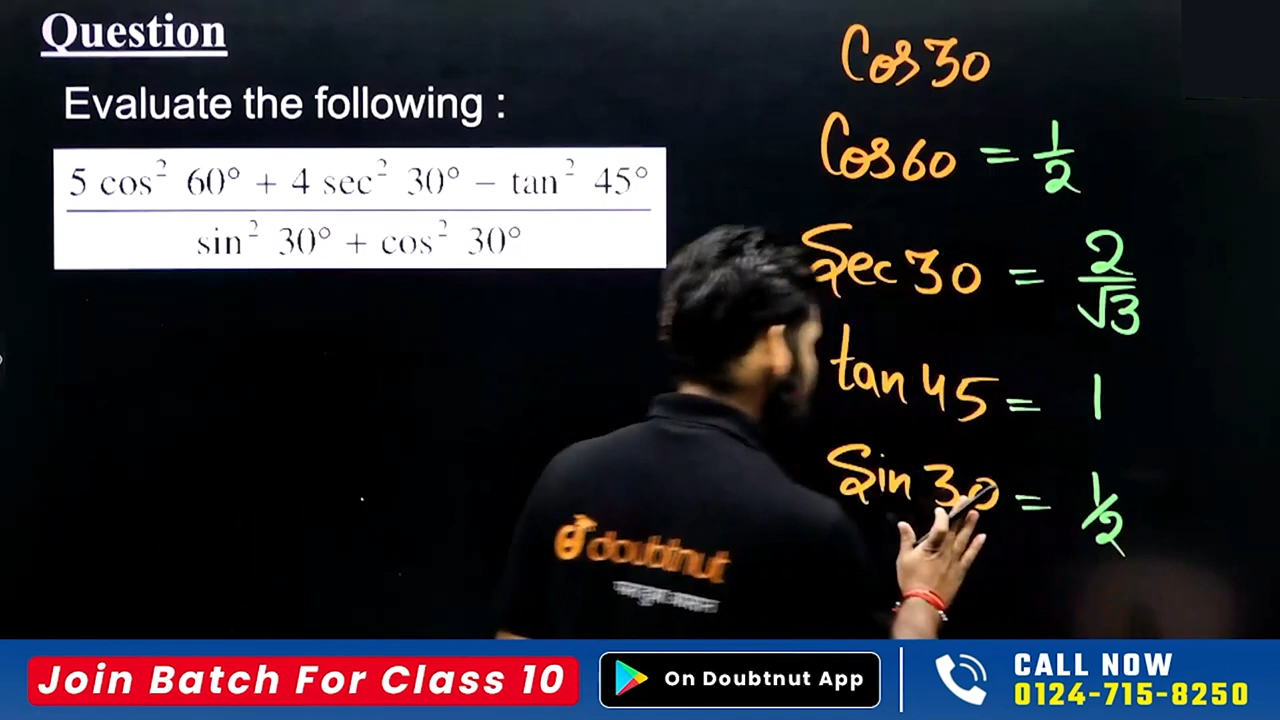 Question
Evaluate the following :
5 cos² 60° + 4 sec² 30° – tan² 45°
sin² 30° + cos² 30°
Cos 30
Cos 60 = 1/2
Sec 30 = 2/√3
tan 45 = 1
Sin 30 = 1/2
doubtnut
Join Batch For Class 10
On Doubtnut App
CALL NOW
0124-715-8250